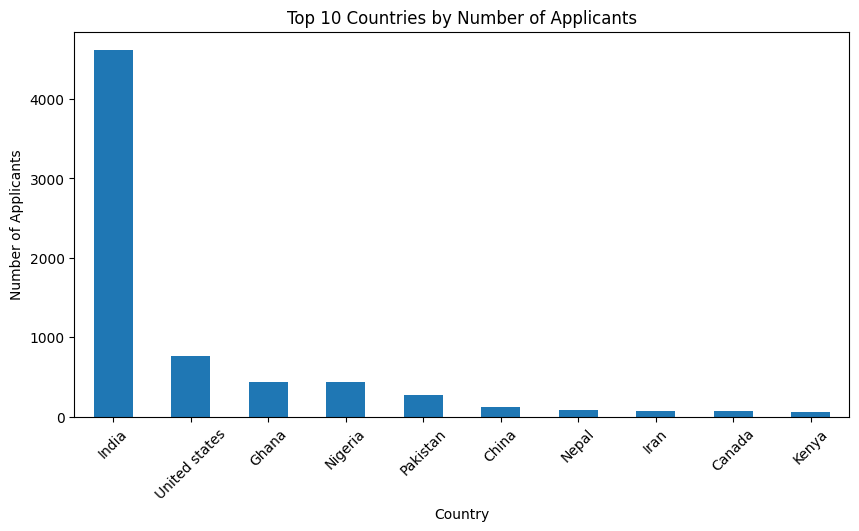 Top 10 Countries by Number of Applicants
Number of Applicants
4000
3000
2000
1000
0
India
United states
Ghana
Nigeria
Pakistan
China
Nepal
Iran
Canada
Kenya
Country